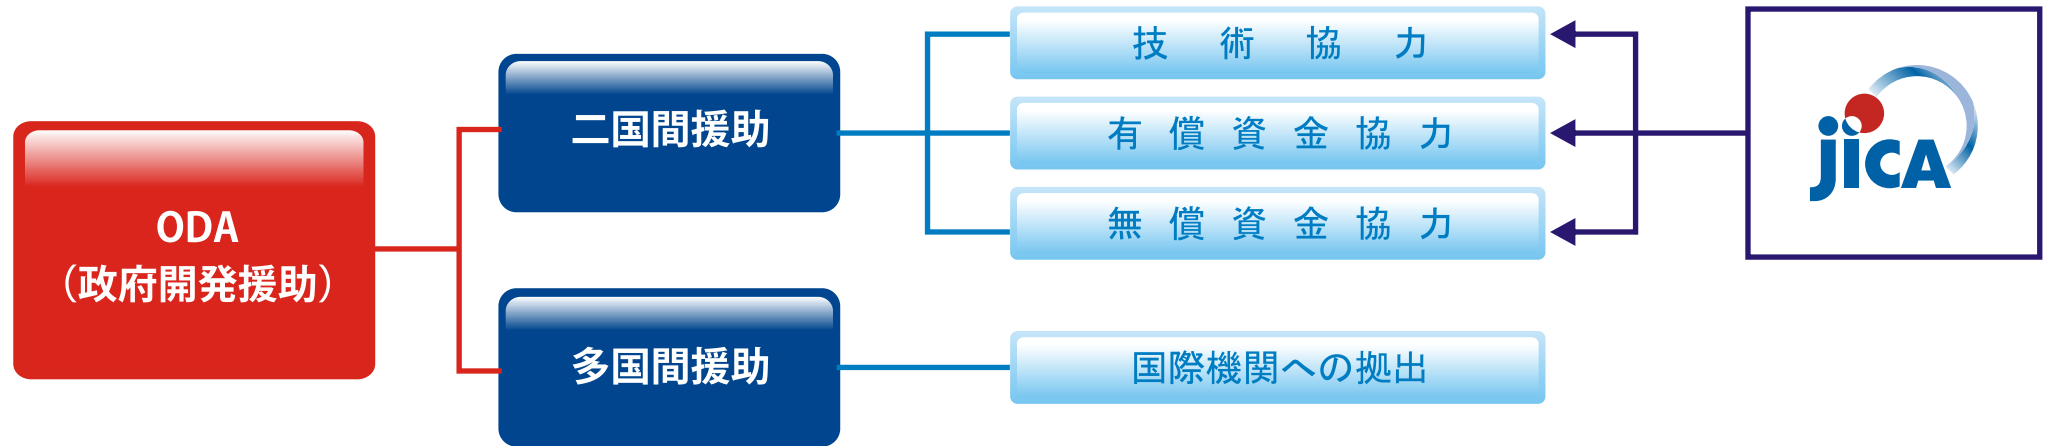 ODA
（政府開発援助）
二国間援助
多国間援助
技術協力
有償資金協力
無償資金協力
国際機関への拠出
jICA